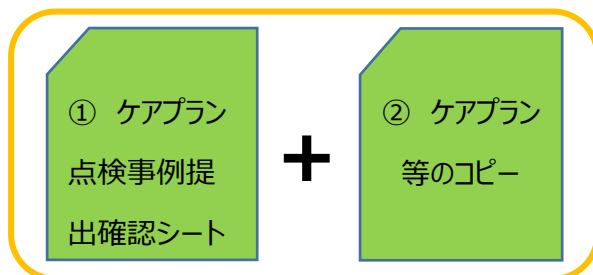 ① ケアプラン
点検事例提
出確認シート
+
② ケアプラン
等のコピー